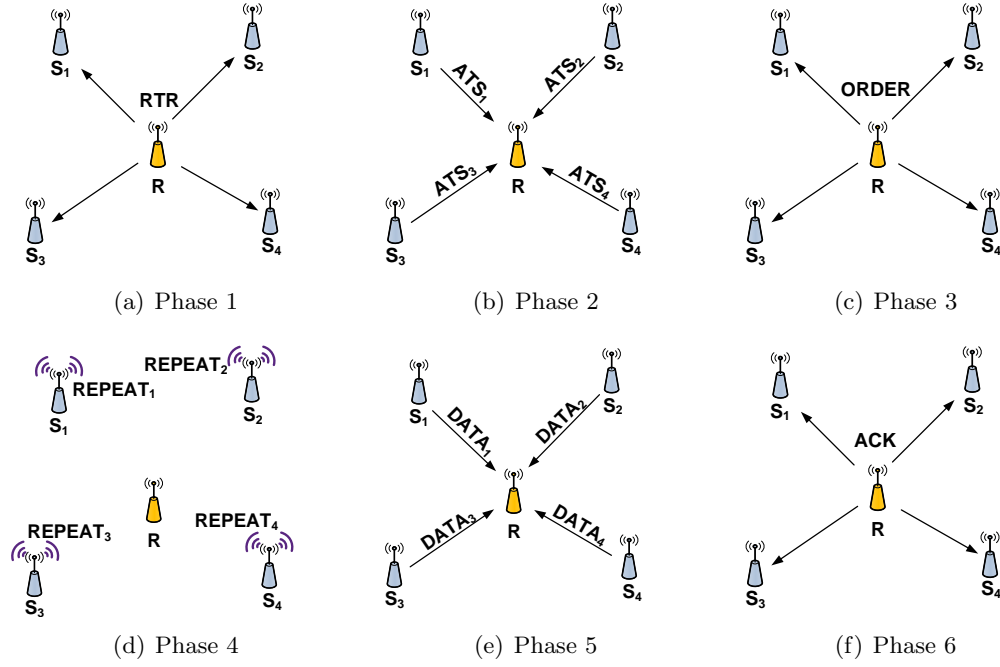 S₁
S₂
RTR
R
S₃
S₄
(a) Phase 1
S₁
S₂
ATS₁
ATS₂
R
ATS₃
ATS₄
S₃
S₄
(b) Phase 2
S₁
S₂
ORDER
R
S₃
S₄
(c) Phase 3
REPEAT₁
REPEAT₂
S₁
S₂
REPEAT₃
REPEAT₄
R
S₃
S₄
(d) Phase 4
S₁
S₂
DATA₁
DATA₂
R
DATA₃
DATA₄
S₃
S₄
(e) Phase 5
S₁
S₂
ACK
R
S₃
S₄
(f) Phase 6